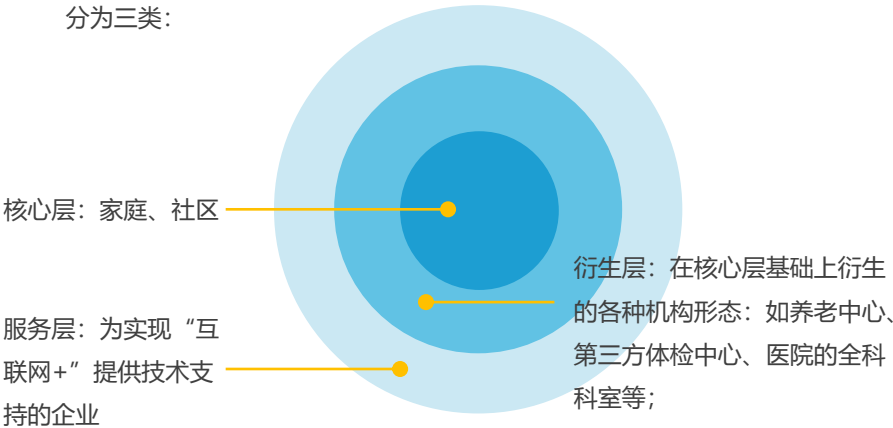 分为三类：
核心层：家庭、社区
衍生层：在核心层基础上衍生
的各种机构形态：如养老中心、
第三方体检中心、医院的全科
科室等；
服务层：为实现“互
联网+”提供技术支
持的企业